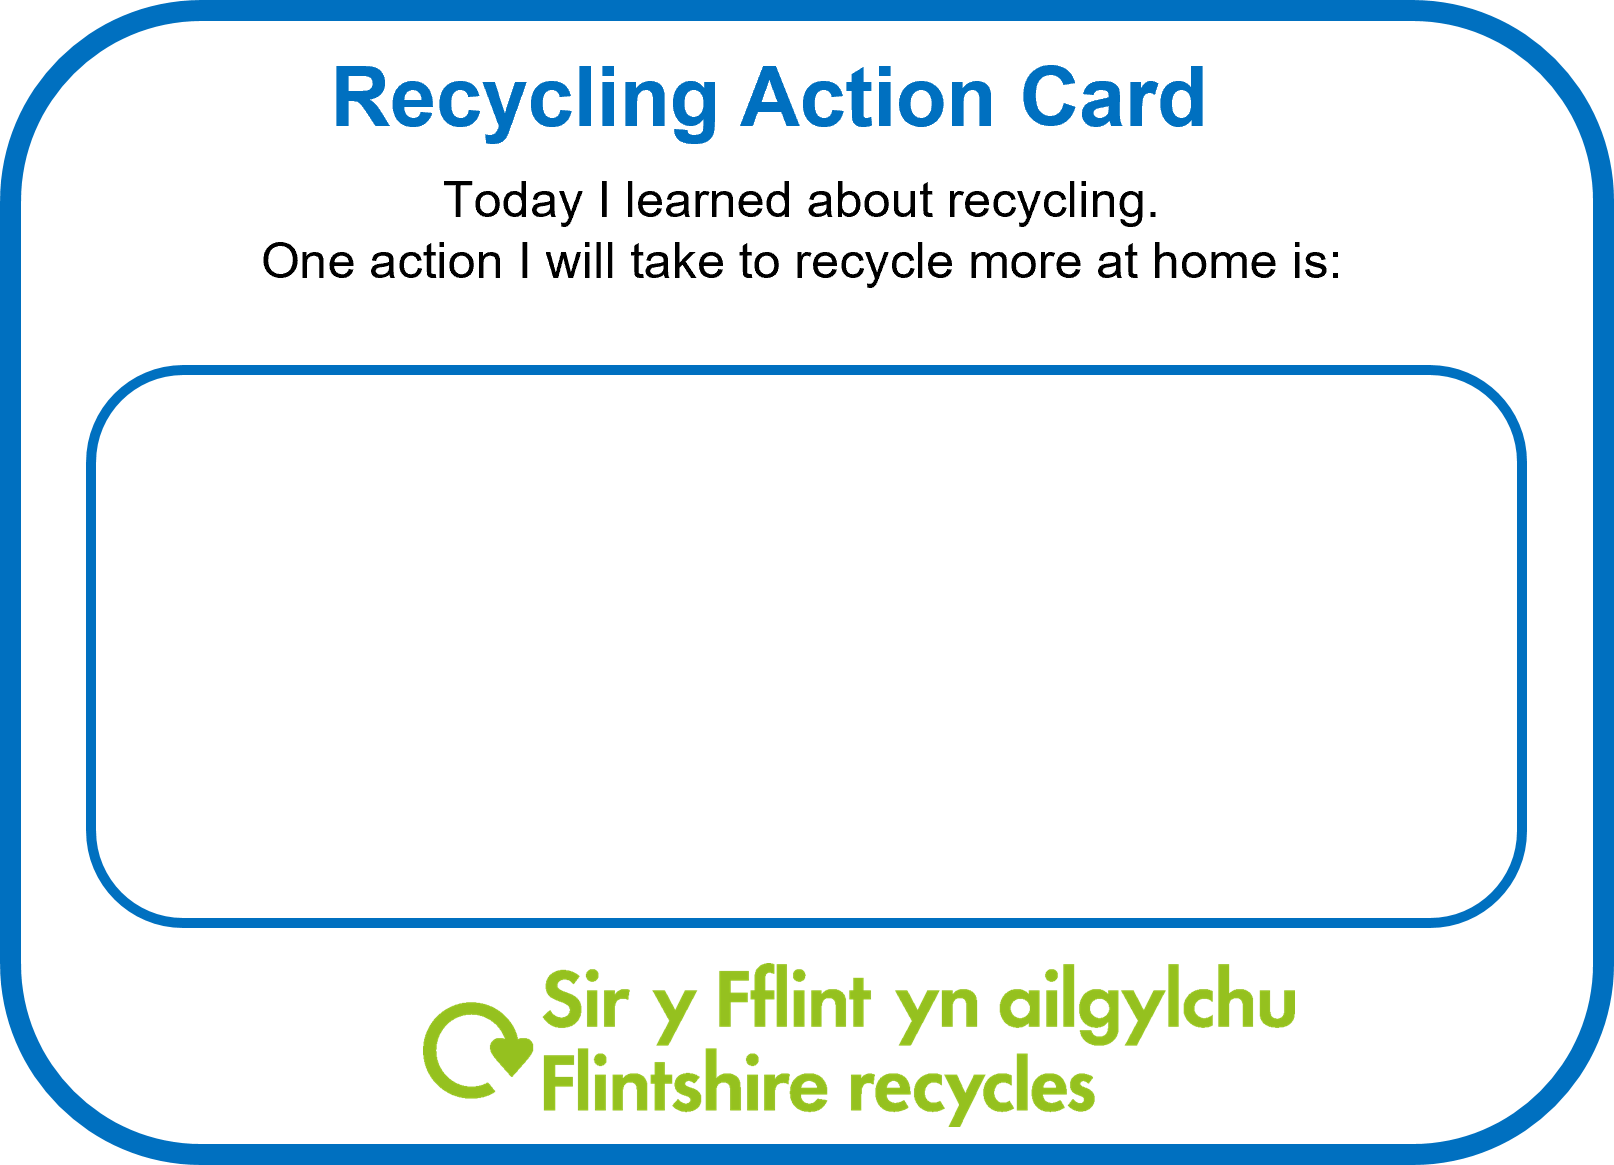 Recycling Action Card
Today I learned about recycling.
One action I will take to recycle more at home is:
Sir y Fflint yn ailgylchu
Flintshire recycles